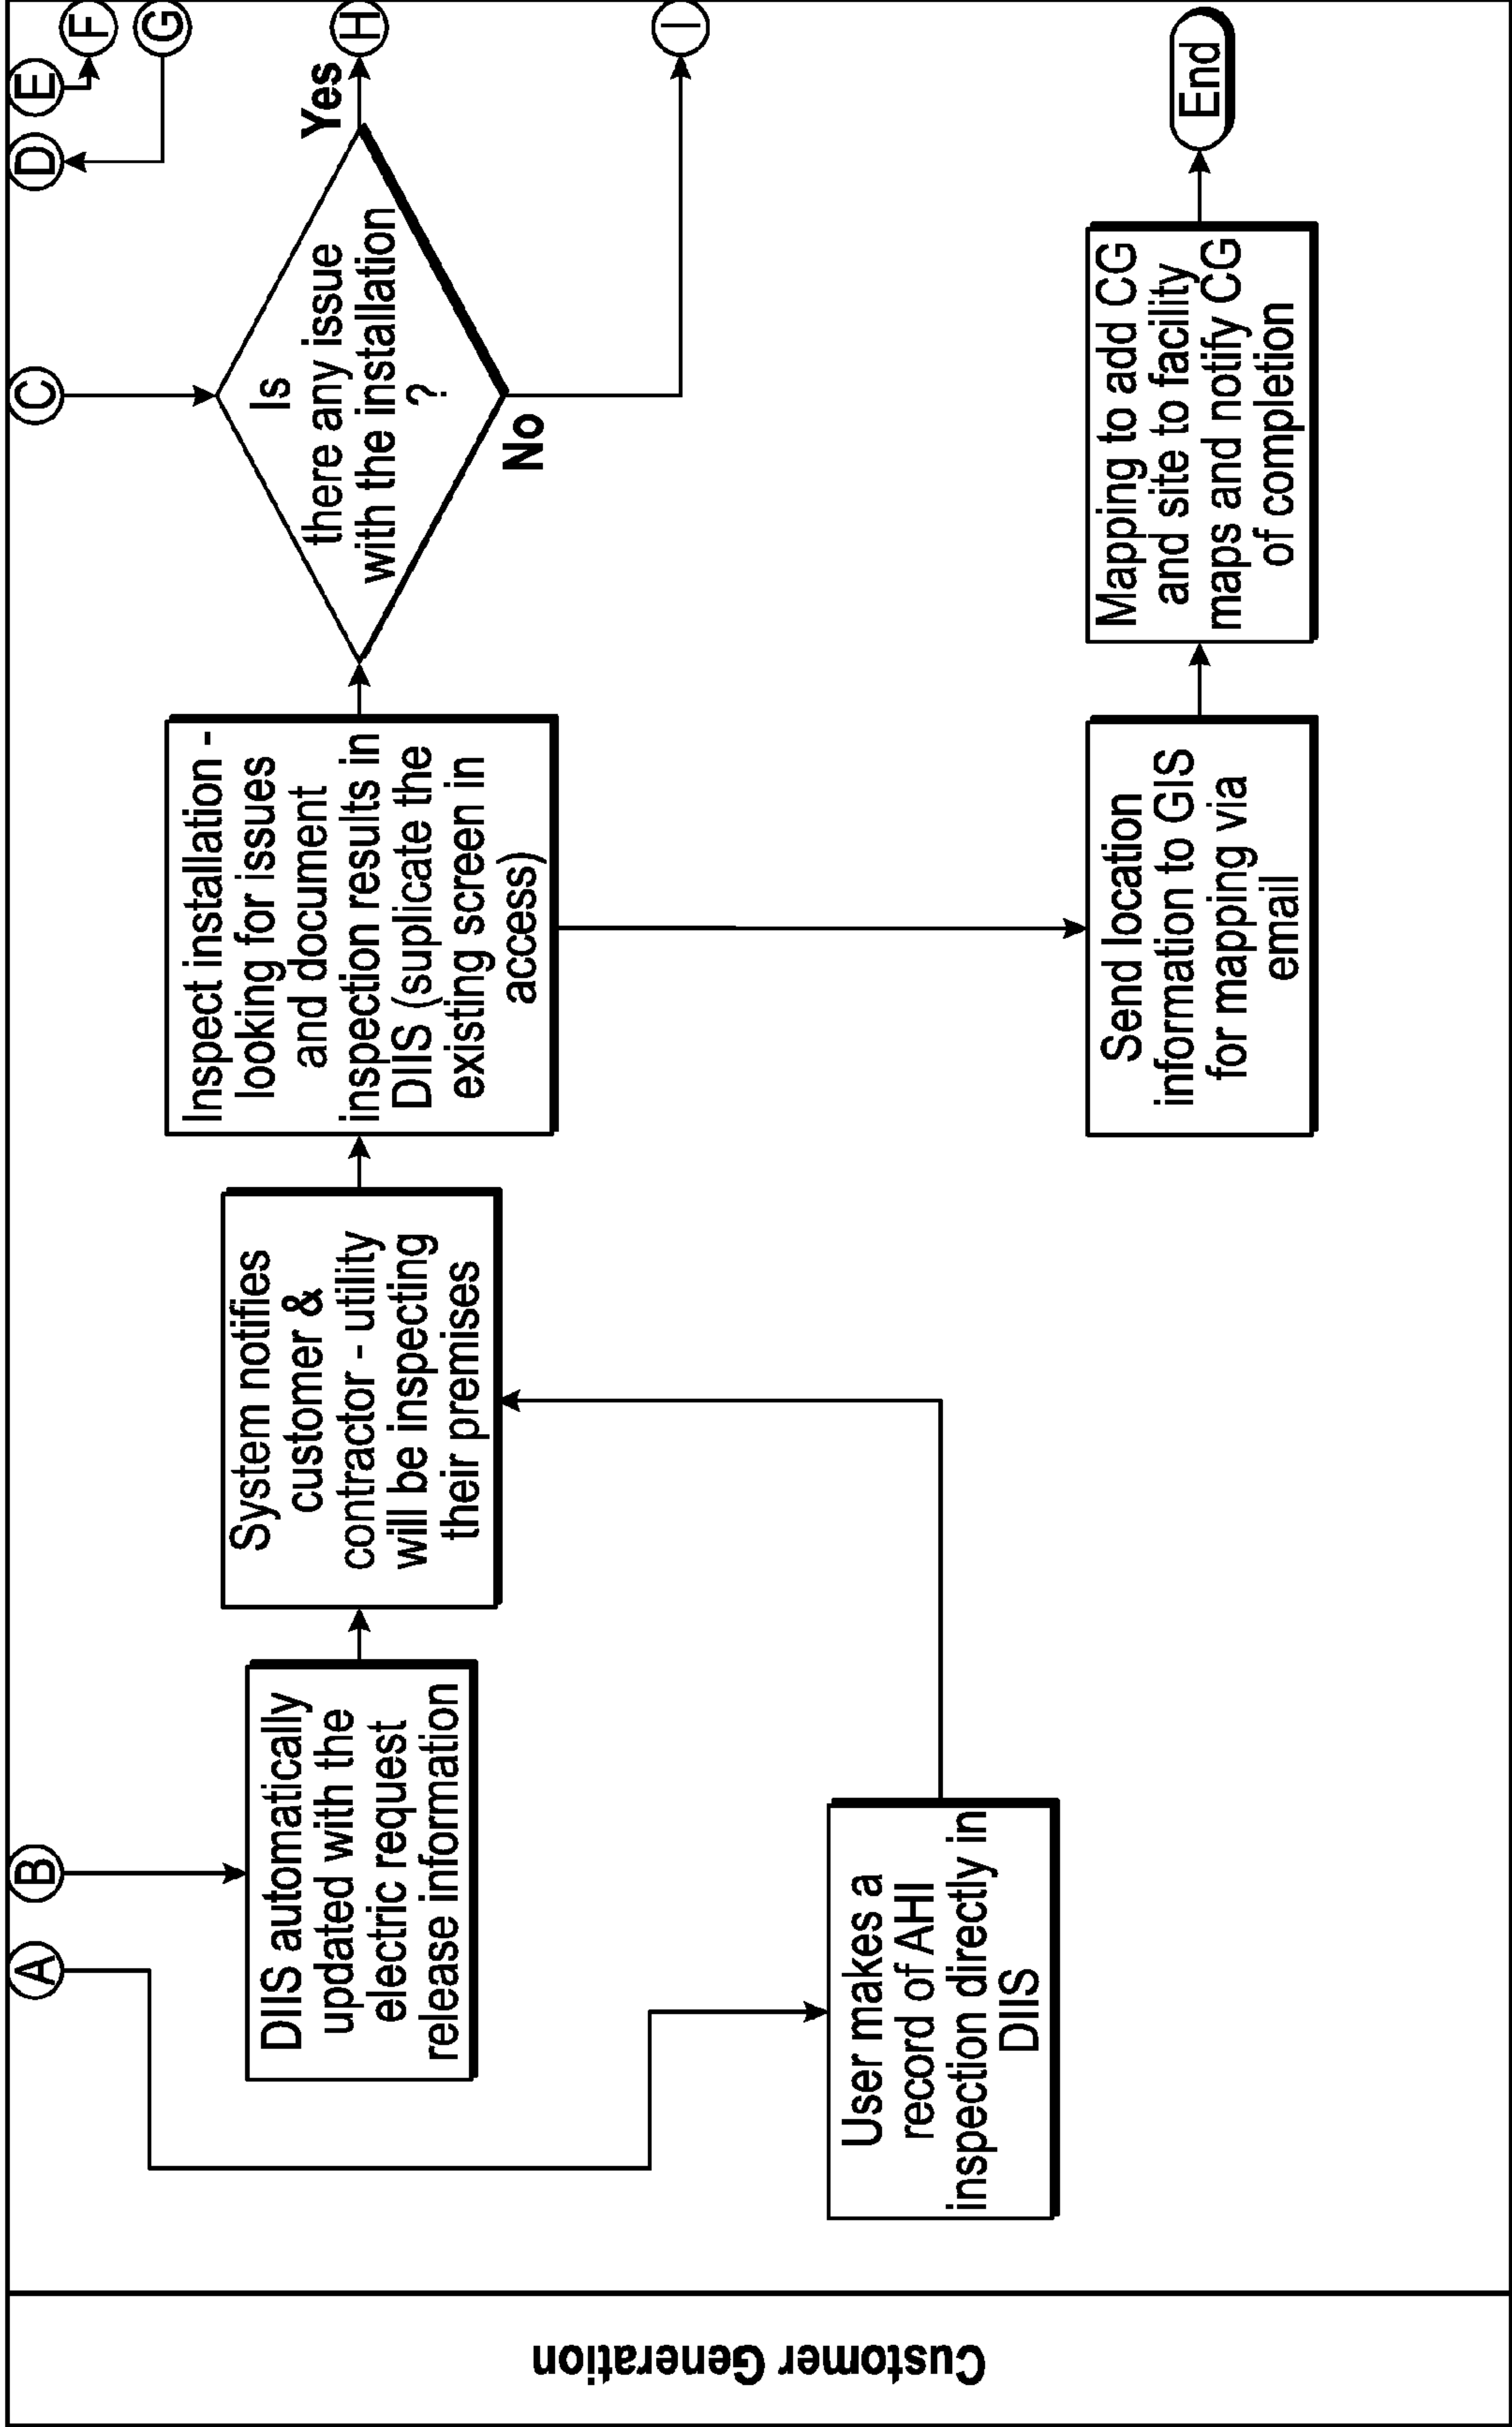 Customer Generation
A
B
C
D
E
F
G
DIIS automatically
updated with the
electric request
release information
System notifies
customer &
contractor - utility
will be inspecting
their premises
Inspect installation -
looking for issues
and document
inspection results in
DIIS (suplicate the
existing screen in
access)
Is
there any issue
with the installation
?
Yes
H
No
I
User makes a
record of AHI
inspection directly in
DIIS
Send location
information to GIS
for mapping via
email
Mapping to add CG
and site to facility
maps and notify CG
of completion
End